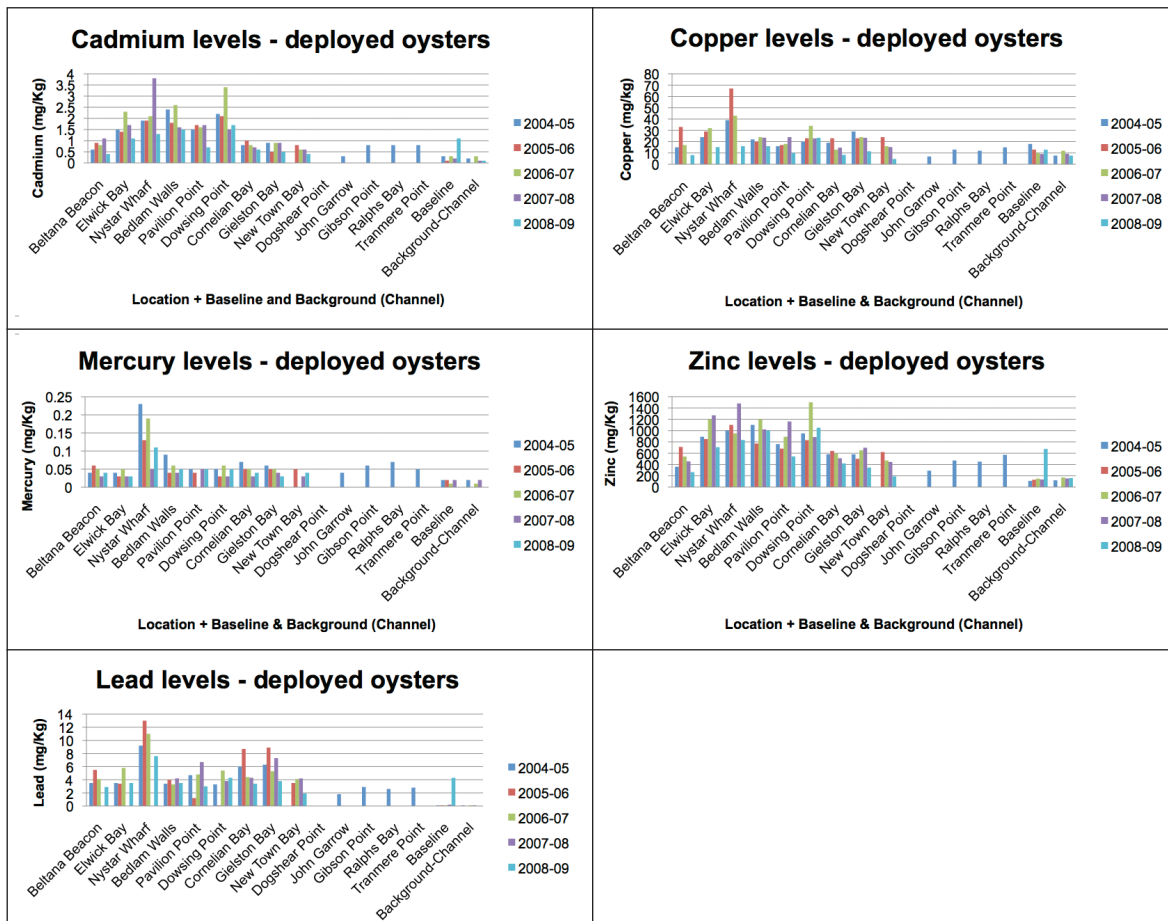 Cadmium levels - deployed oysters
Cadmium (mg/Kg)
4
3.5
3
2.5
2
1.5
1
0.5
0
Beltana Beacon
Elwick Bay
Nystar Wharf
Bedlam Walls
Pavilion Point
Dowsing Point
Cornelian Bay
Gielston Bay
New Town Bay
Dogshear Point
John Garrow
Gibson Point
Ralphs Bay
Tranmere Point
Baseline
Background-Channel
2004-05
2005-06
2006-07
2007-08
2008-09
Location + Baseline and Background (Channel)
Copper levels - deployed oysters
Copper (mg/Kg)
80
70
60
50
40
30
20
10
0
Beltana Beacon
Elwick Bay
Nystar Wharf
Bedlam Walls
Pavilion Point
Dowsing Point
Cornelian Bay
Gielston Bay
New Town Bay
Dogshear Point
John Garrow
Gibson Point
Ralphs Bay
Tranmere Point
Baseline
Background-Channel
2004-05
2005-06
2006-07
2007-08
2008-09
Location + Baseline & Background (Channel)
Mercury levels - deployed oysters
Mercury (mg/Kg)
0.25
0.2
0.15
0.1
0.05
0
Beltana Beacon
Elwick Bay
Nystar Wharf
Bedlam Walls
Pavilion Point
Dowsing Point
Cornelian Bay
Gielston Bay
New Town Bay
Dogshear Point
John Garrow
Gibson Point
Ralphs Bay
Tranmere Point
Baseline
Background-Channel
2004-05
2005-06
2006-07
2007-08
2008-09
Location + Baseline & Background (Channel)
Zinc levels - deployed oysters
Zinc (mg/Kg)
1600
1400
1200
1000
800
600
400
200
0
Beltana Beacon
Elwick Bay
Nystar Wharf
Bedlam Walls
Pavilion Point
Dowsing Point
Cornelian Bay
Gielston Bay
New Town Bay
Dogshear Point
John Garrow
Gibson Point
Ralphs Bay
Tranmere Point
Baseline
Background-Channel
2004-05
2005-06
2006-07
2007-08
2008-09
Location + Baseline & Background (Channel)
Lead levels - deployed oysters
Lead (mg/Kg)
14
12
10
8
6
4
2
0
Beltana Beacon
Elwick Bay
Nystar Wharf
Bedlam Walls
Pavilion Point
Dowsing Point
Cornelian Bay
Gielston Bay
New Town Bay
Dogshear Point
John Garrow
Gibson Point
Ralphs Bay
Tranmere Point
Baseline
Background-Channel
2004-05
2005-06
2006-07
2007-08
2008-09